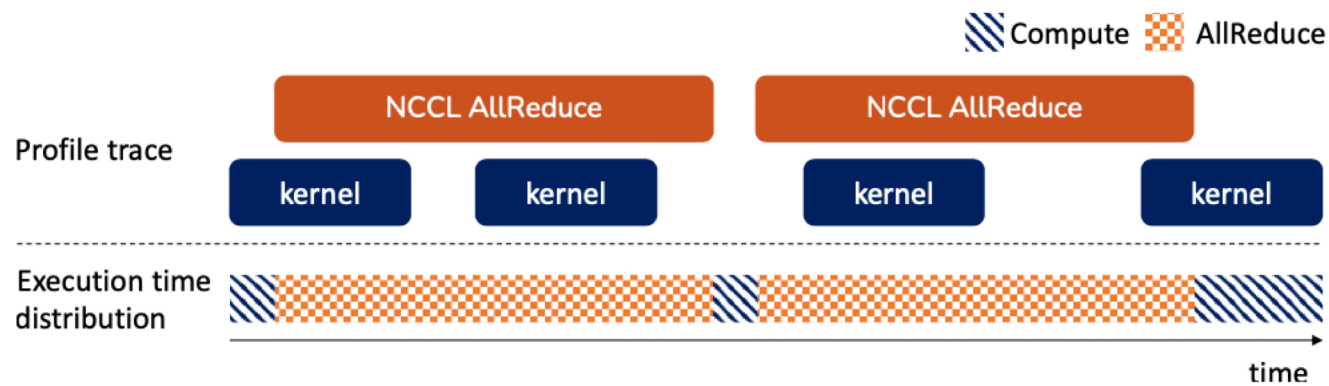 Compute AllReduce
NCCL AllReduce NCCL AllReduce
Profile trace
kernel kernel kernel kernel
Execution time
distribution
time